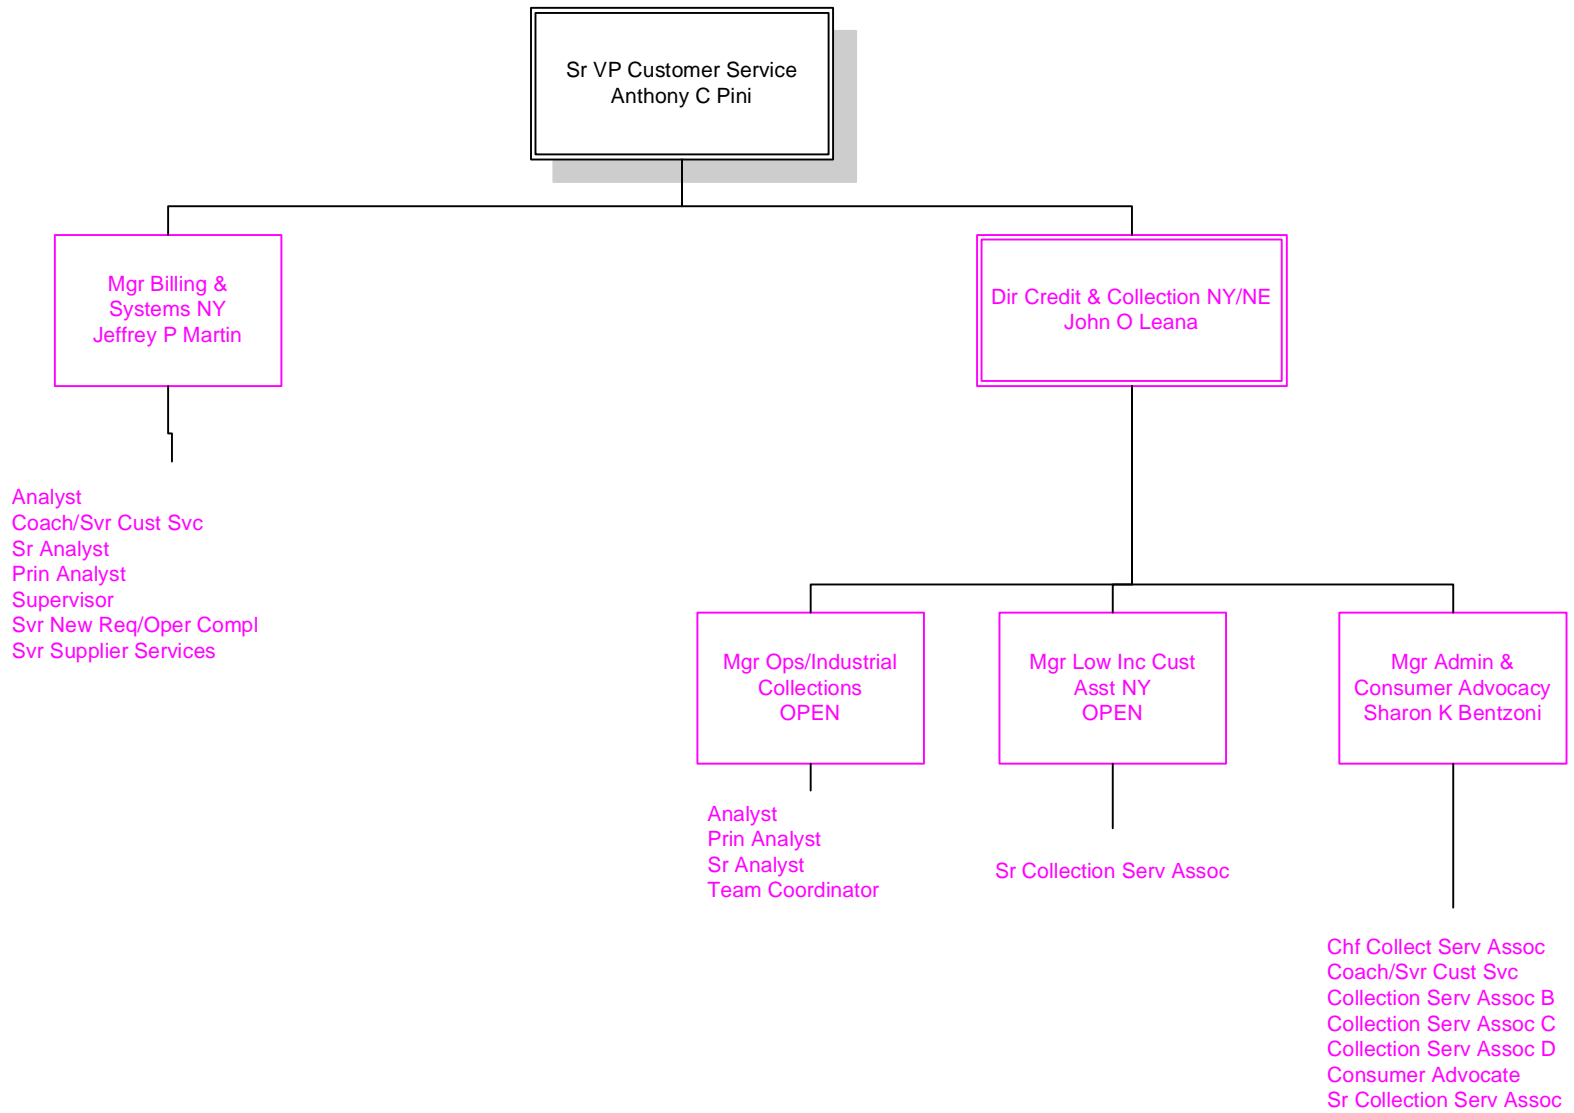 Sr VP Customer Service
Anthony C Pini
Mgr Billing &
Systems NY
Jeffrey P Martin
Dir Credit & Collection NY/NE
John O Leana
Analyst
Coach/Svr Cust Svc
Sr Analyst
Prin Analyst
Supervisor
Svr New Req/Oper Compl
Svr Supplier Services
Mgr Ops/Industrial
Collections
OPEN
Mgr Low Inc Cust
Asst NY
OPEN
Mgr Admin &
Consumer Advocacy
Sharon K Bentzoni
Analyst
Prin Analyst
Sr Analyst
Team Coordinator
Sr Collection Serv Assoc
Chf Collect Serv Assoc
Coach/Svr Cust Svc
Collection Serv Assoc B
Collection Serv Assoc C
Collection Serv Assoc D
Consumer Advocate
Sr Collection Serv Assoc